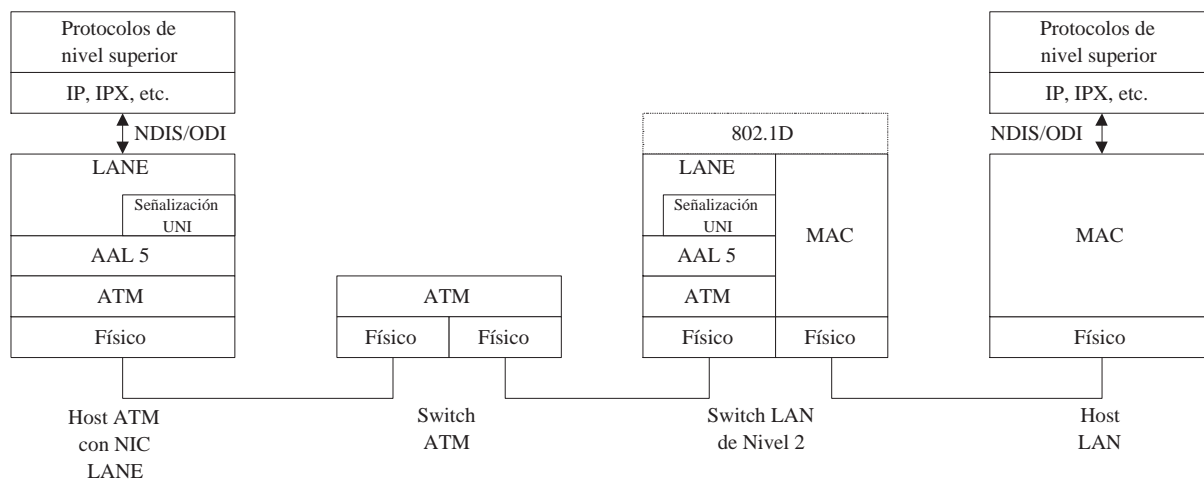 Protocolos de
nivel superior
IP, IPX, etc.
NDIS/ODI
LANE
Señalización
UNI
AAL 5
ATM
Físico
Host ATM
con NIC
LANE
ATM
Físico
Físico
Switch
ATM
802.1D
LANE
Señalización
UNI
MAC
AAL 5
ATM
Físico
Físico
Switch LAN
de Nivel 2
Protocolos de
nivel superior
IP, IPX, etc.
NDIS/ODI
MAC
Físico
Host
LAN